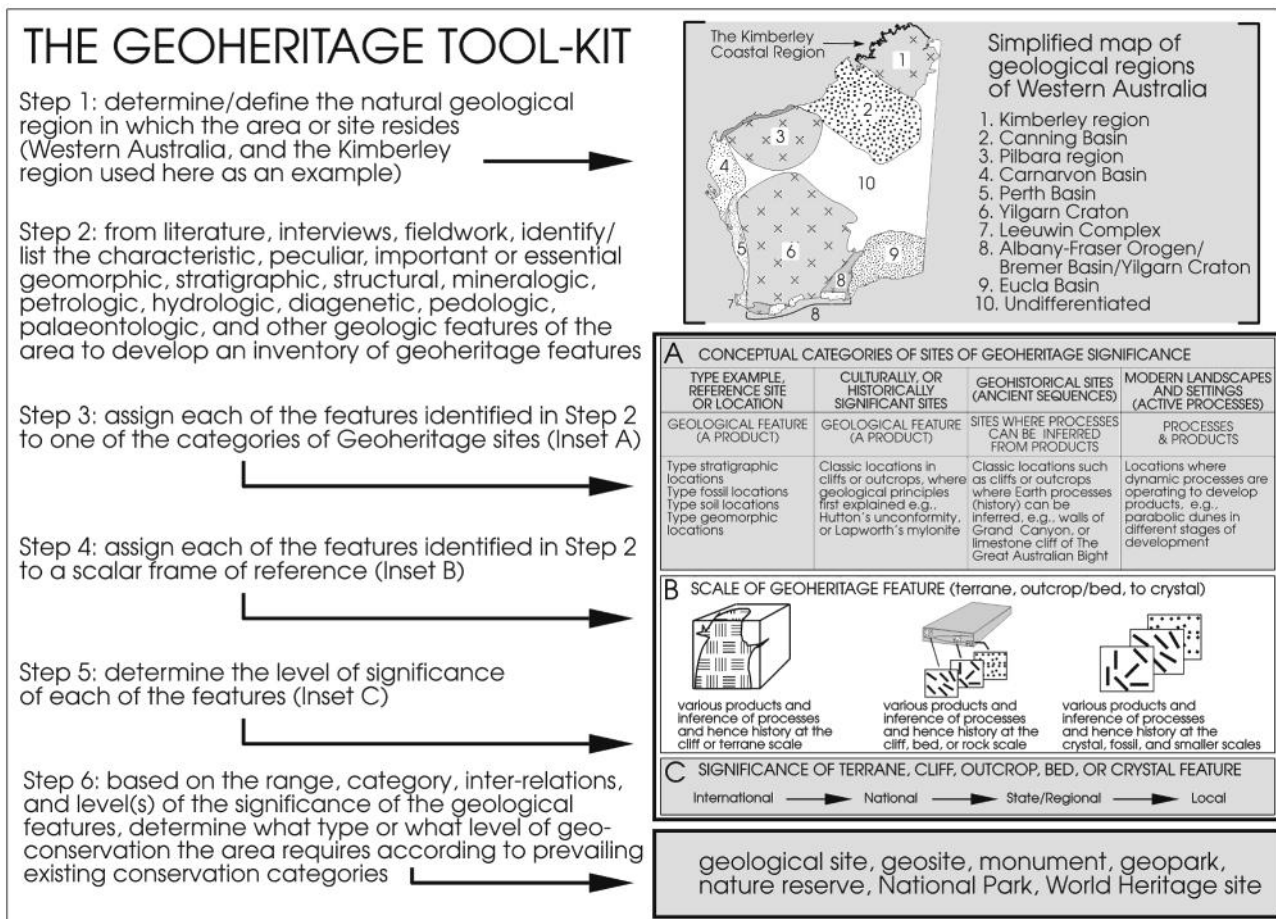 THE GEOHERITAGE TOOL-KIT
Step 1: determine/define the natural geological
region in which the area or site resides
(Western Australia, and the Kimberley
region used here as an example)
Step 2: from literature, interviews, fieldwork, identify/
list the characteristic, peculiar, important or essential
geomorphic, stratigraphic, structural, mineralogic,
petrologic, hydrologic, diagenetic, pedologic,
palaeontologic, and other geologic features of the
area to develop an inventory of geoheritage features
Step 3: assign each of the features identified in Step 2
to one of the categories of Geoheritage sites (Inset A)
Step 4: assign each of the features identified in Step 2
to a scalar frame of reference (Inset B)
Step 5: determine the level of significance
of each of the features (Inset C)
Step 6: based on the range, category, inter-relations,
and level(s) of the significance of the geological
features, determine what type or what level of geo-
conservation the area requires according to prevailing
existing conservation categories
The Kimberley
Coastal Region
1
2
3
4
10
5
6
9
8
7
8
Simplified map of
geological regions
of Western Australia
1. Kimberley region
2. Canning Basin
3. Pilbara region
4. Carnarvon Basin
5. Perth Basin
6. Yilgarn Craton
7. Leeuwin Complex
8. Albany-Fraser Orogen/
Bremer Basin/Yilgarn Craton
9. Eucla Basin
10. Undifferentiated
A CONCEPTUAL CATEGORIES OF SITES OF GEOHERITAGE SIGNIFICANCE
TYPE EXAMPLE,
REFERENCE SITE
OR LOCATION
GEOLOGICAL FEATURE
(A PRODUCT)
Type stratigraphic
locations
Type fossil locations
Type soil locations
Type geomorphic
locations
CULTURALLY, OR
HISTORICALLY
SIGNIFICANT SITES
GEOLOGICAL FEATURE
(A PRODUCT)
Classic locations in
cliffs or outcrops, where
geological principles
first explained e.g.,
Hutton's unconformity,
or Lapworth's mylonite
GEOHISTORICAL SITES
(ANCIENT SEQUENCES)
SITES WHERE PROCESSES
CAN BE INFERRED
FROM PRODUCTS
Classic locations such
as cliffs or outcrops
where Earth processes
(history) can be
inferred, e.g., walls of
Grand Canyon, or
limestone cliff of The
Great Australian Bight
MODERN LANDSCAPES
AND SETTINGS
(ACTIVE PROCESSES)
PROCESSES
& PRODUCTS
Locations where
dynamic processes are
operating to develop
products, e.g.,
parabolic dunes in
different stages of
development
B SCALE OF GEOHERITAGE FEATURE (terrane, outcrop/bed, to crystal)
various products and
inference of processes
and hence history at the
cliff or terrane scale
various products and
inference of processes
and hence history at the
cliff, bed, or rock scale
various products and
inference of processes
and hence history at the
crystal, fossil, and smaller scales
C SIGNIFICANCE OF TERRANE, CLIFF, OUTCROP, BED, OR CRYSTAL FEATURE
International National State/Regional Local
geological site, geosite, monument, geopark,
nature reserve, National Park, World Heritage site